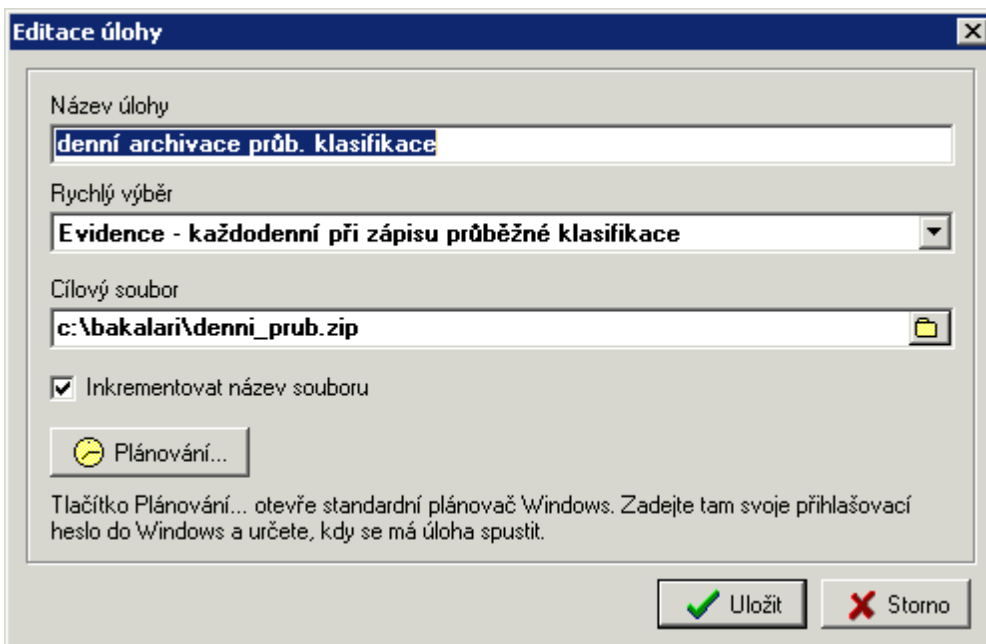 Editace úlohy
Název úlohy
denní archivace průb. klasifikace
Rychlý výběr
Evidence - každodenní při zápisu průběžné klasifikace
Cílový soubor
c:\bakalari\denni_prub.zip
Inkrementovat název souboru
Plánování...
Tlačítko Plánování... otevře standardní plánovač Windows. Zadejte tam svoje přihlašovací
heslo do Windows a určete, kdy se má úloha spustit.
Uložit
Storno